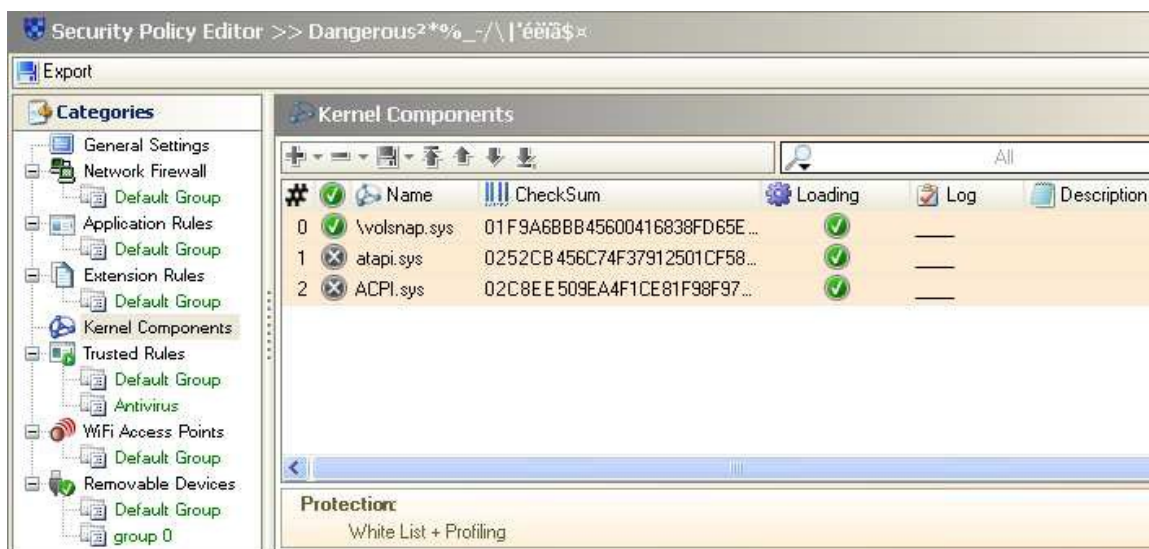 Security Policy Editor >> Dangerous²*%_-/\|'éèïâ$¤
Export
Categories
General Settings
Network Firewall
Default Group
Application Rules
Default Group
Extension Rules
Default Group
Kernel Components
Trusted Rules
Default Group
Antivirus
WiFi Access Points
Default Group
Removable Devices
Default Group
group 0
Kernel Components
All
# Name CheckSum Loading Log Description
0 \volsnap.sys 01F9A6BBB45600416838FD65E...
1 atapi.sys 0252CB456C74F37912501CF58...
2 ACPI.sys 02C8EE509EA4F1CE81F98F97...
Protection:
White List + Profiling